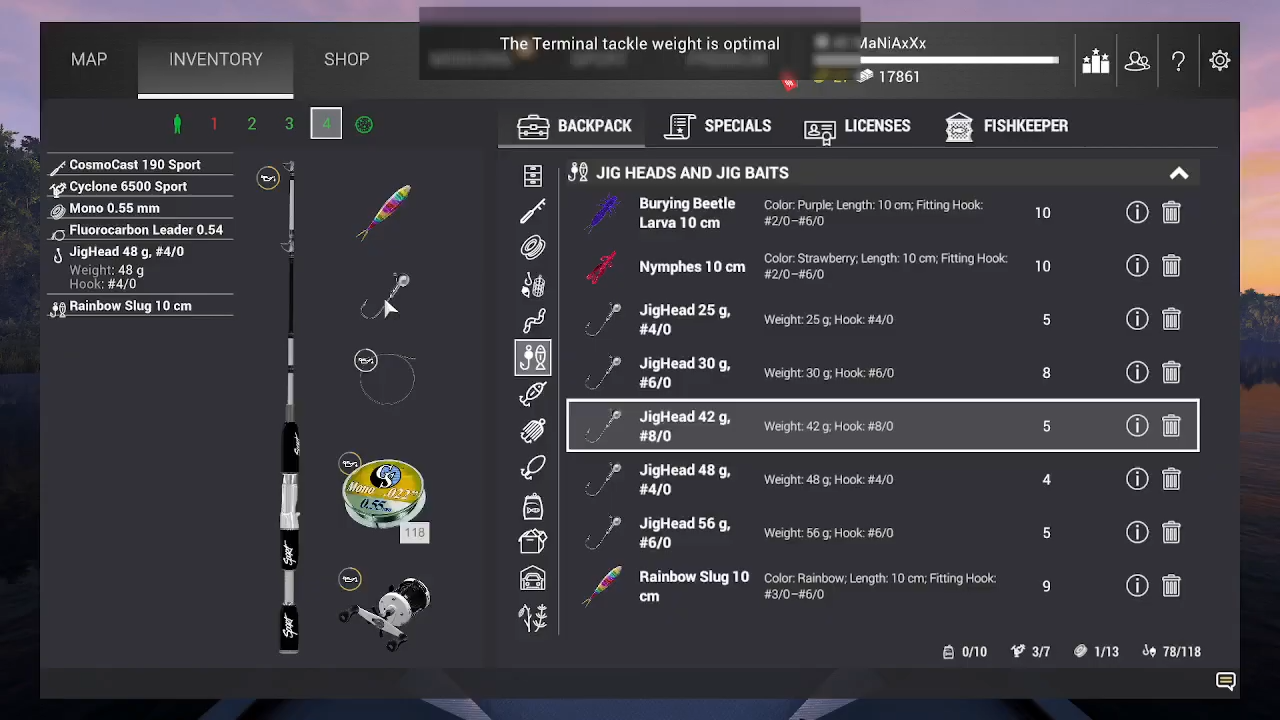 The Terminal tackle weight is optimal
MAP
INVENTORY
SHOP
MaNiAxXx
17861
1
2
3
4
BACKPACK
SPECIALS
LICENSES
FISHKEEPER
CosmoCast 190 Sport
Cyclone 6500 Sport
Mono 0.55 mm
Fluorocarbon Leader 0.54
JigHead 48 g, #4/0
Weight: 48 g
Hook: #4/0
Rainbow Slug 10 cm
Sport
Sport
Sport
Mono .022
0.55
118
JIG HEADS AND JIG BAITS
Burying Beetle
Larva 10 cm
Color: Purple; Length: 10 cm; Fitting Hook:
#2/0–#6/0
10
Nymphes 10 cm
Color: Strawberry; Length: 10 cm; Fitting Hook:
#2/0–#6/0
10
JigHead 25 g,
#4/0
Weight: 25 g; Hook: #4/0
5
JigHead 30 g,
#6/0
Weight: 30 g; Hook: #6/0
8
JigHead 42 g,
#8/0
Weight: 42 g; Hook: #8/0
5
JigHead 48 g,
#4/0
Weight: 48 g; Hook: #4/0
4
JigHead 56 g,
#6/0
Weight: 56 g; Hook: #6/0
5
Rainbow Slug 10
cm
Color: Rainbow; Length: 10 cm; Fitting Hook:
#3/0–#6/0
9
0/10
3/7
1/13
78/118